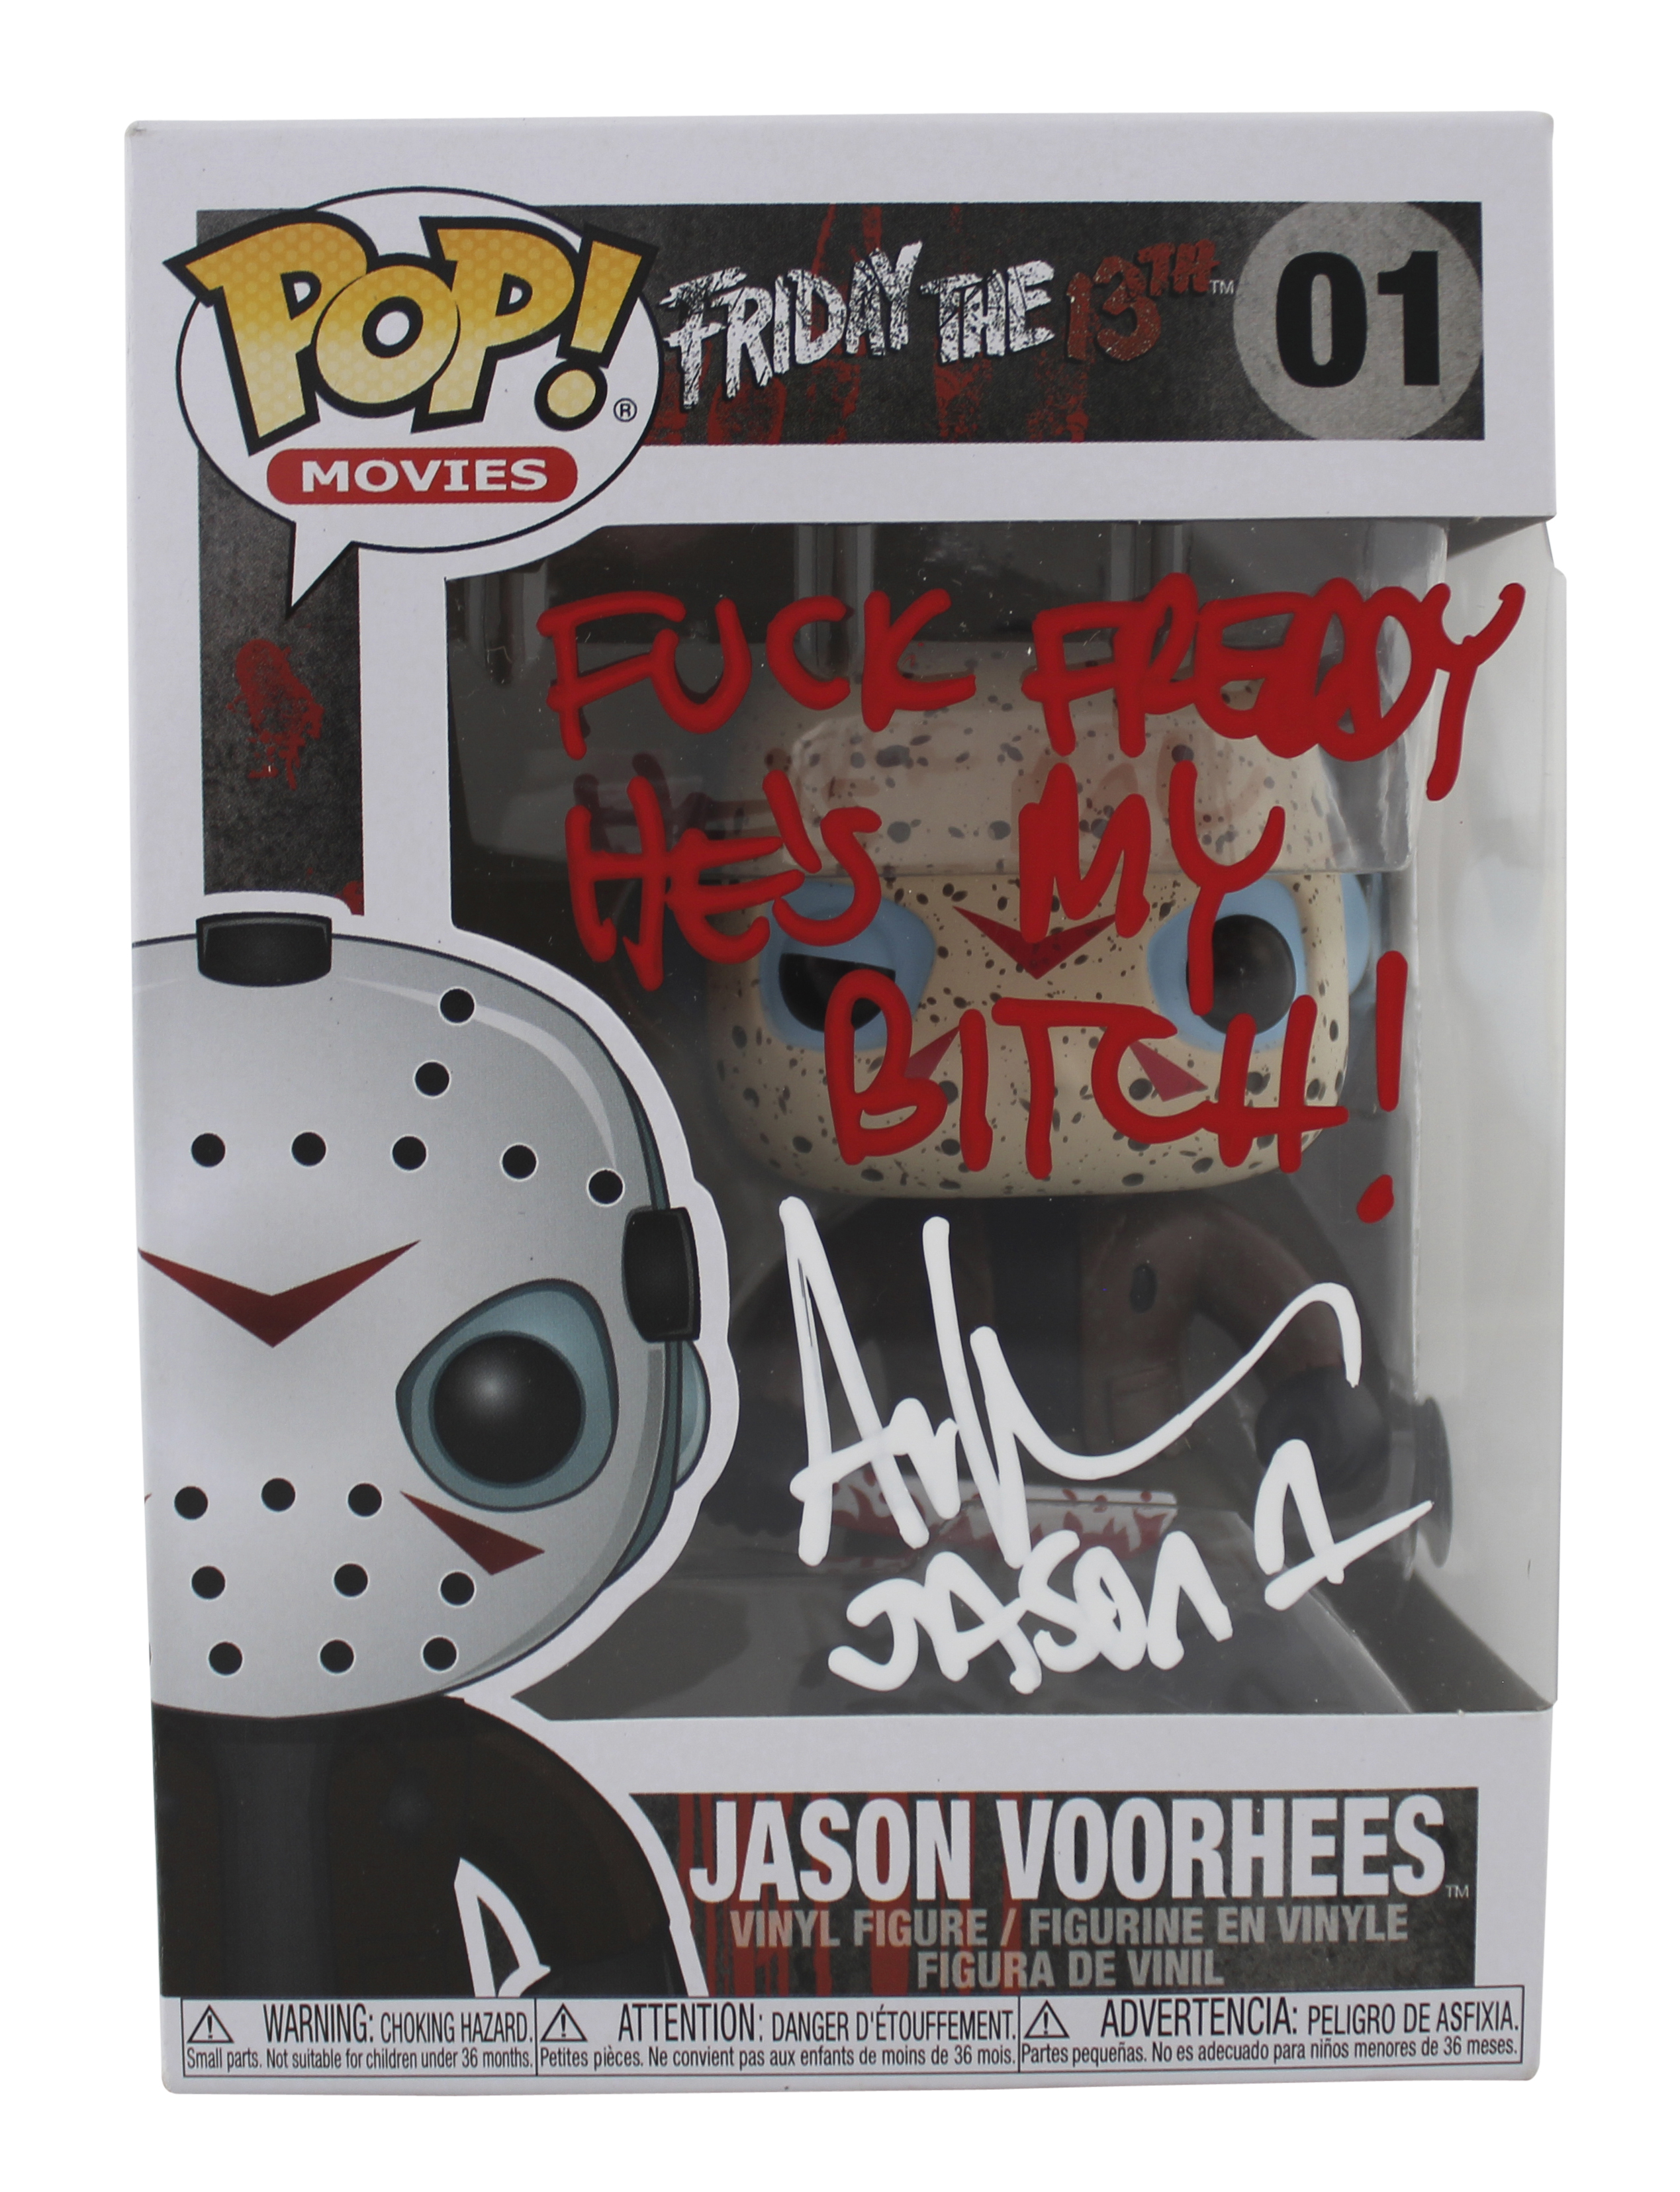 POP!®
MOVIES
FRIDAY THE 13TH™
01
FUCK FREDDY
HE'S MY
BITCH!
JASON 1
JASON VOORHEES™
VINYL FIGURE / FIGURINE EN VINYLE
FIGURA DE VINIL
WARNING: CHOKING HAZARD.
Small parts. Not suitable for children under 36 months.
ATTENTION: DANGER D'ÉTOUFFEMENT.
Petites pièces. Ne convient pas aux enfants de moins de 36 mois.
ADVERTENCIA: PELIGRO DE ASFIXIA.
Partes pequeñas. No es adecuado para niños menores de 36 meses.